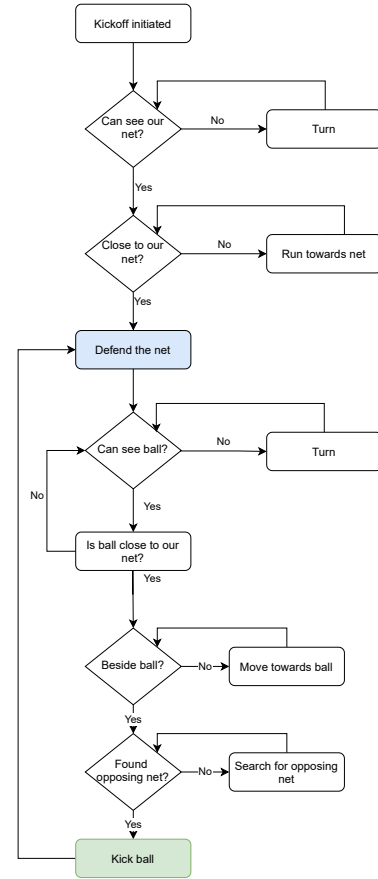 Kickoff initiated
Can see our
net?
No
Turn
Yes
Close to our
net?
No
Run towards net
Yes
Defend the net
Can see ball?
No
Turn
No
Yes
Is ball close to our
net?
Yes
Beside ball?
No
Move towards ball
Yes
Found
opposing net?
No
Search for opposing
net
Yes
Kick ball